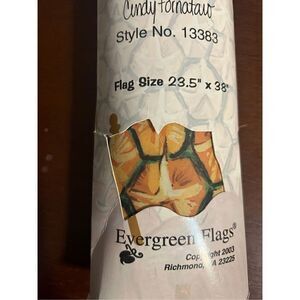 Cindy Fornataro
Style No. 13383
Flag Size 23.5" x 38"
Evergreen Flags®
Copyright 2003
Richmond, VA 23225